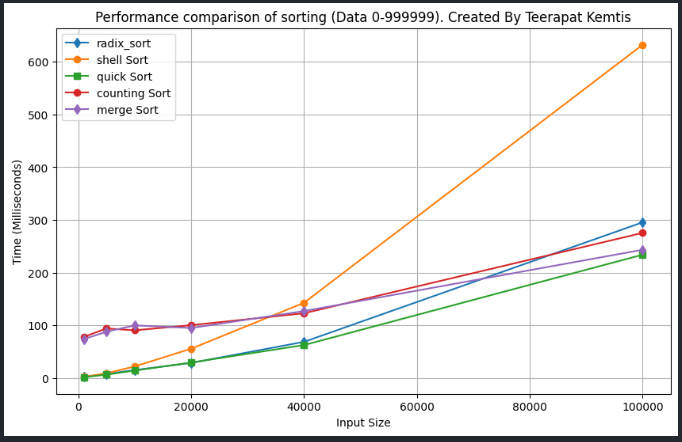 Performance comparison of sorting (Data 0-999999). Created By Teerapat Kemtis
radix_sort
shell Sort
quick Sort
counting Sort
merge Sort
Time (Milliseconds)
600
500
400
300
200
100
0
0 20000 40000 60000 80000 100000
Input Size